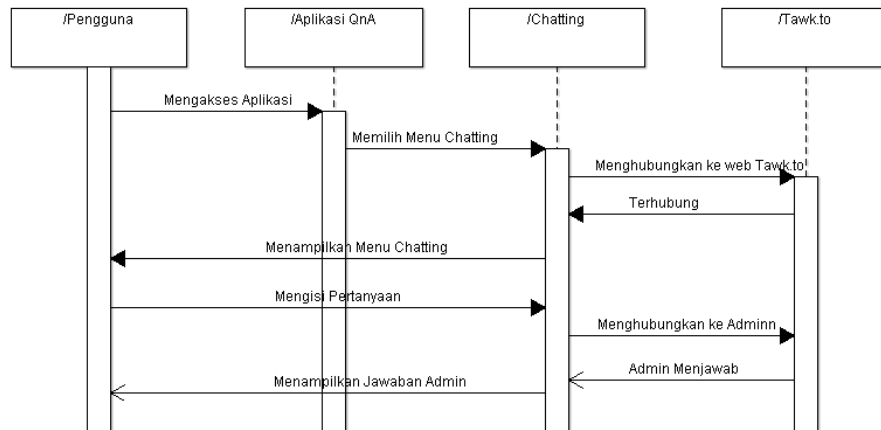 /Pengguna
/Aplikasi QnA
/Chatting
/Tawk.to
Mengakses Aplikasi
Memilih Menu Chatting
Menghubungkan ke web Tawk.to
Terhubung
Menampilkan Menu Chatting
Mengisi Pertanyaan
Menghubungkan ke Adminn
Admin Menjawab
Menampilkan Jawaban Admin